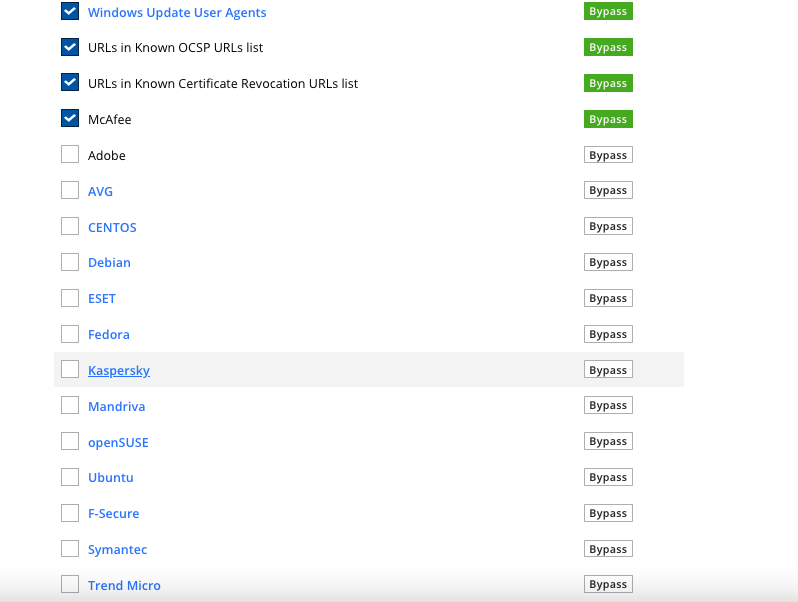 Windows Update User Agents Bypass
URLs in Known OCSP URLs list Bypass
URLs in Known Certificate Revocation URLs list Bypass
McAfee Bypass
Adobe Bypass
AVG Bypass
CENTOS Bypass
Debian Bypass
ESET Bypass
Fedora Bypass
Kaspersky Bypass
Mandriva Bypass
openSUSE Bypass
Ubuntu Bypass
F-Secure Bypass
Symantec Bypass
Trend Micro Bypass